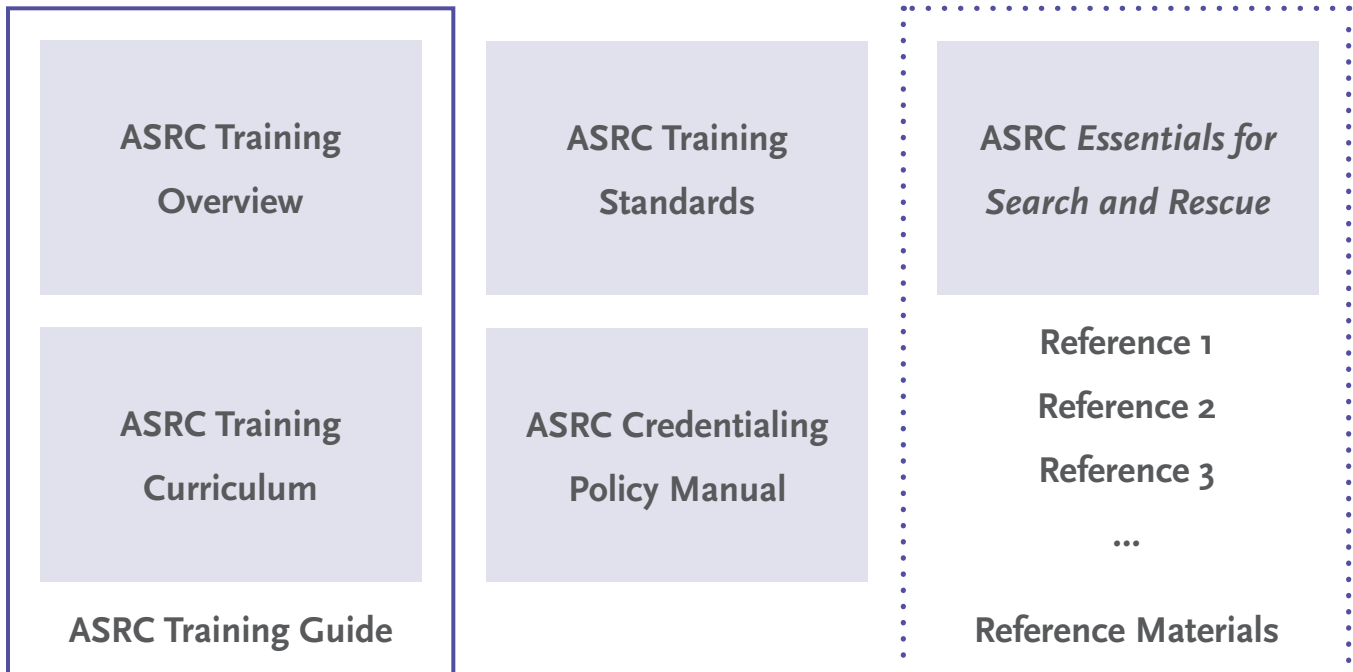 ASRC Training
Overview
ASRC Training
Curriculum
ASRC Training Guide
ASRC Training
Standards
ASRC Credentialing
Policy Manual
ASRC Essentials for
Search and Rescue
Reference 1
Reference 2
Reference 3
...
Reference Materials